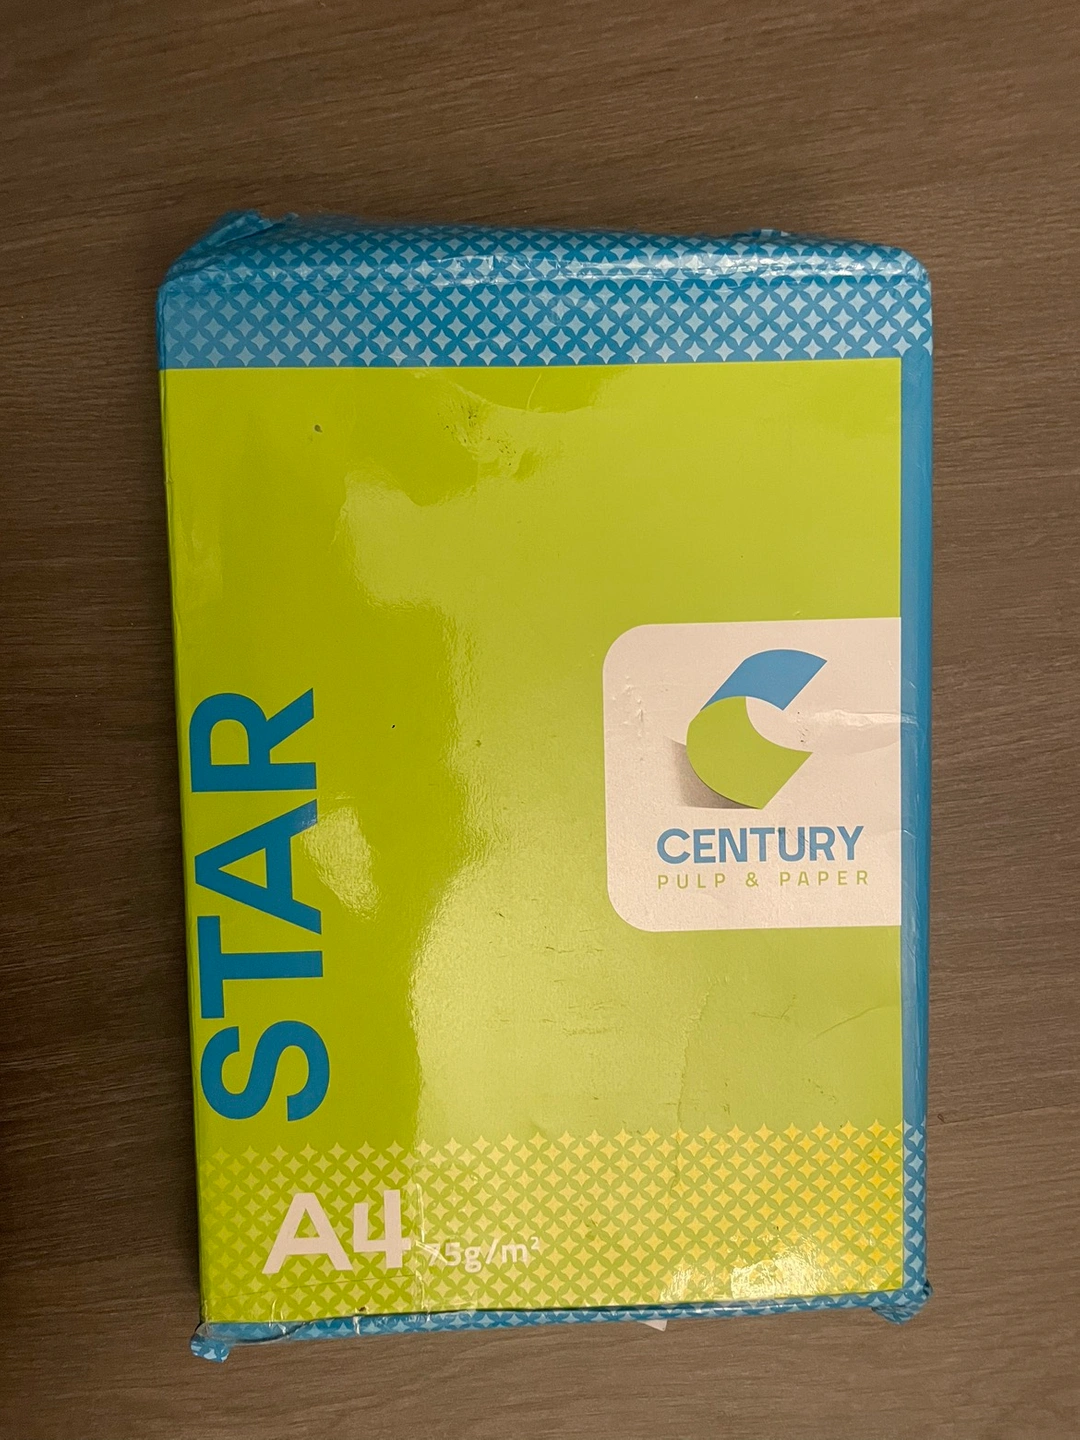 CENTURY
PULP & PAPER
STAR
A4 75g/m²